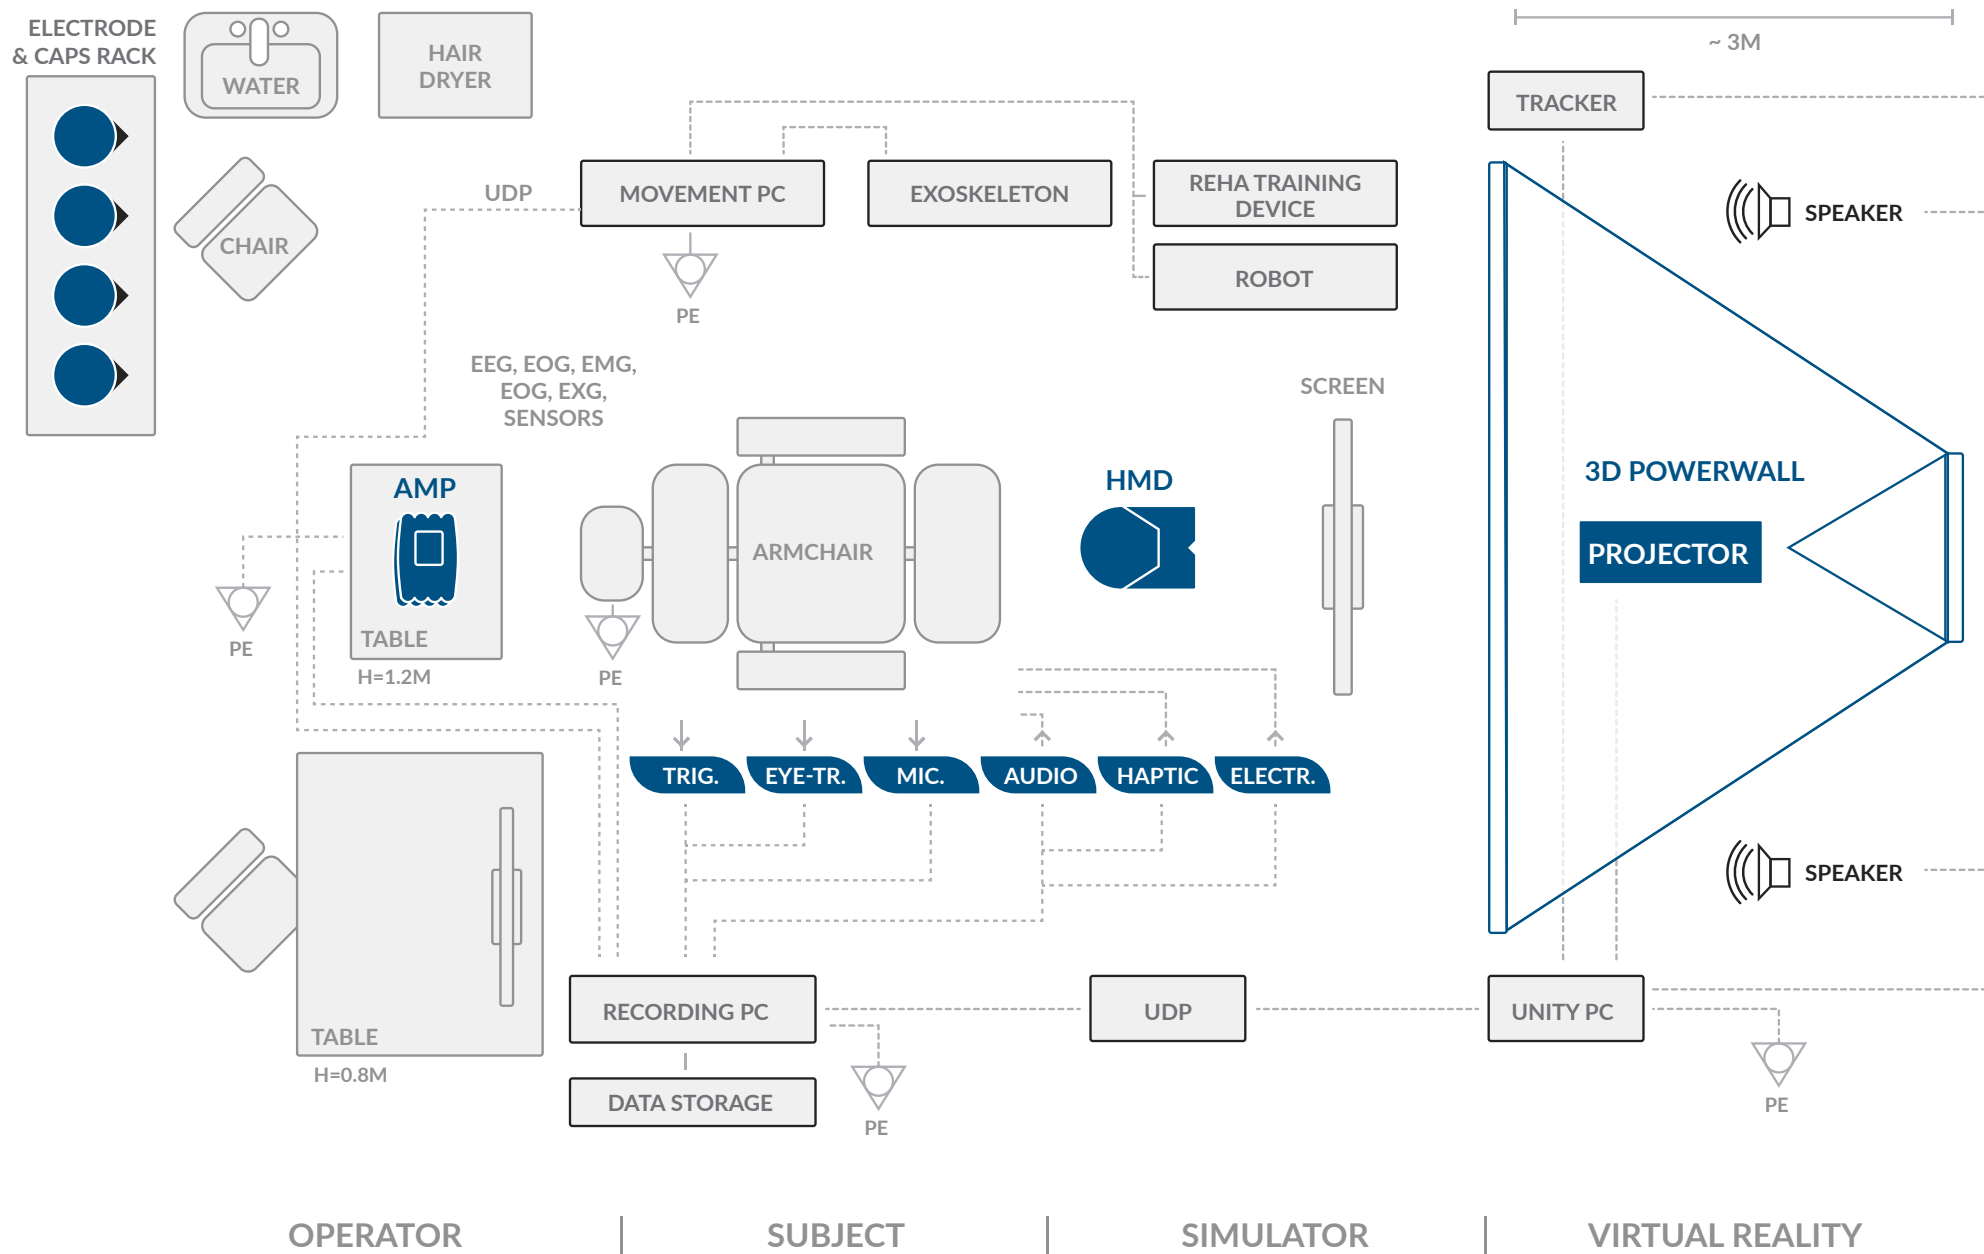 ELECTRODE
& CAPS RACK
WATER
HAIR
DRYER
~ 3M
TRACKER
CHAIR
UDP
MOVEMENT PC
EXOSKELETON
REHA TRAINING
DEVICE
SPEAKER
ROBOT
PE
EEG, EOG, EMG,
EOG, EXG,
SENSORS
SCREEN
AMP
HMD
3D POWERWALL
ARMCHAIR
PROJECTOR
TABLE
PE
H=1.2M
PE
TRIG.
EYE-TR.
MIC.
AUDIO
HAPTIC
ELECTR.
SPEAKER
RECORDING PC
UDP
UNITY PC
TABLE
H=0.8M
DATA STORAGE
PE
PE
OPERATOR
SUBJECT
SIMULATOR
VIRTUAL REALITY